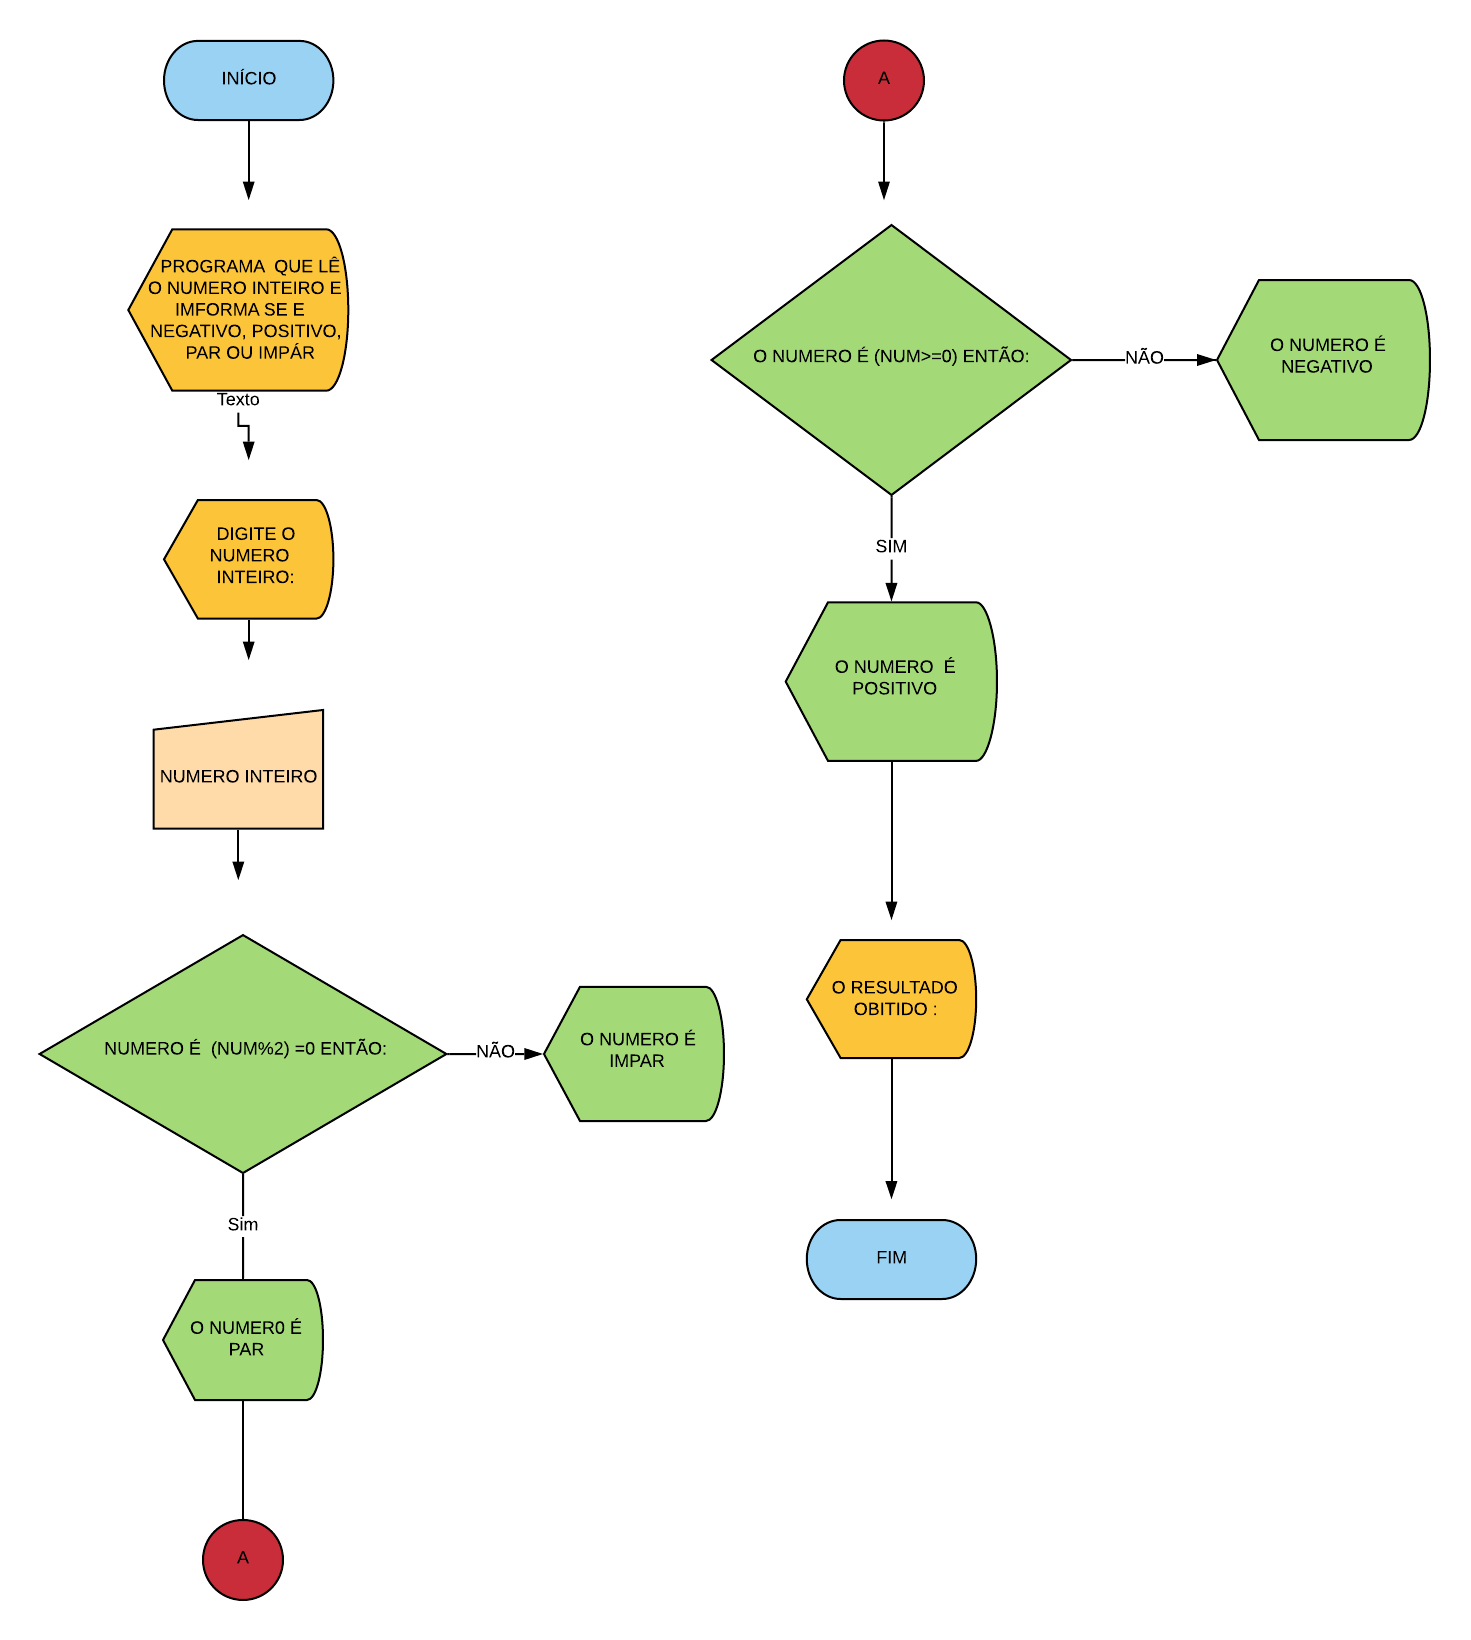 INÍCIO
PROGRAMA QUE LÊ
O NUMERO INTEIRO E
IMFORMA SE E
NEGATIVO, POSITIVO,
PAR OU IMPÁR
Texto
DIGITE O
NUMERO
INTEIRO:
NUMERO INTEIRO
NUMERO É (NUM%2) =0 ENTÃO:
NÃO
O NUMERO É
IMPAR
Sim
O NUMER0 É
PAR
A
A
O NUMERO É (NUM>=0) ENTÃO:
NÃO
O NUMERO É
NEGATIVO
SIM
O NUMERO É
POSITIVO
O RESULTADO
OBITIDO :
FIM